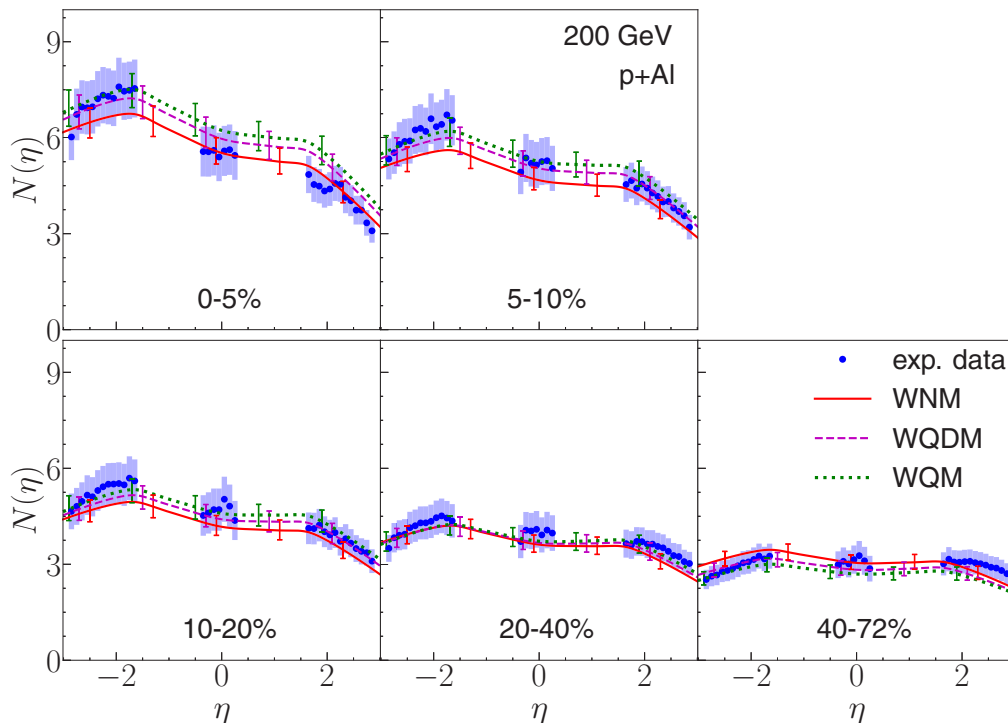 200 GeV
p+Al
9
6
3
0
N(η)
0-5%
5-10%
exp. data
WNM
WQDM
WQM
9
6
3
0
N(η)
10-20%
20-40%
40-72%
−2 0 2 −2 0 2 −2 0 2
η η η